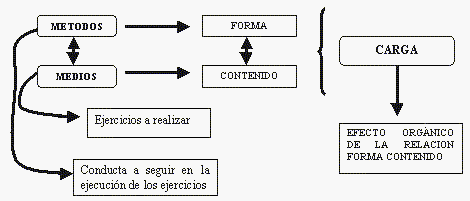 METODOS
FORMA
CARGA
MEDIOS
CONTENIDO
Ejercicios a realizar
EFECTO ORGÀNICO
DE LA RELACION
FORMA CONTENIDO
Conducta a seguir en la
ejecución de los ejercicios